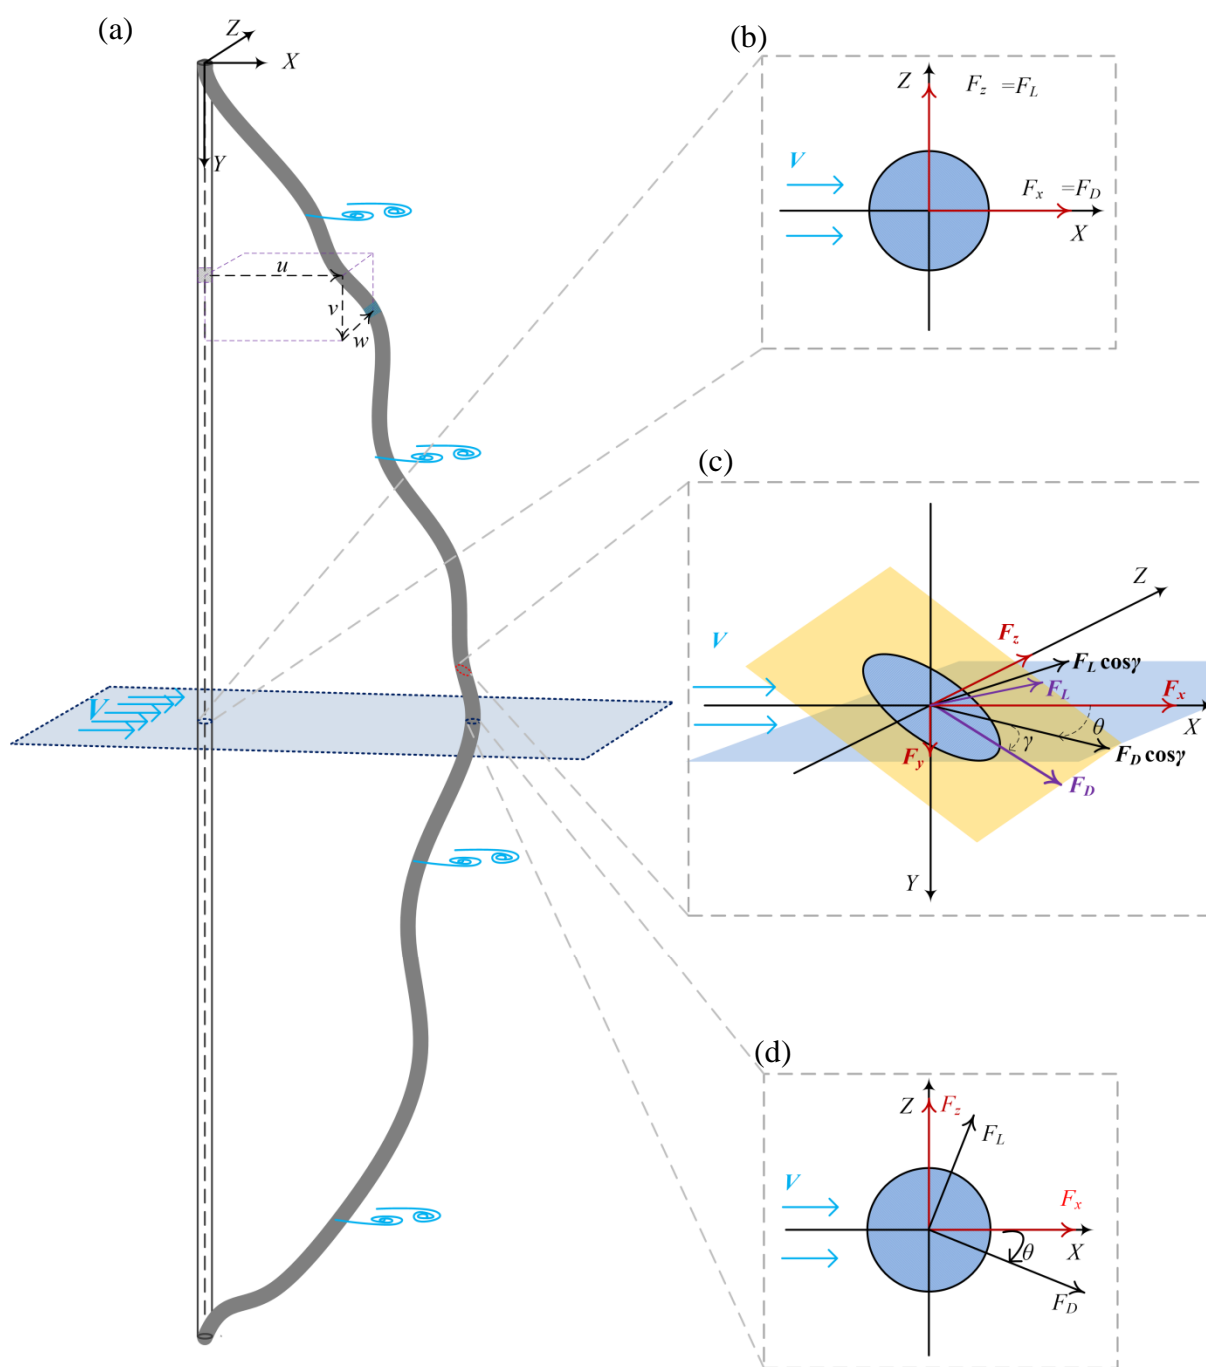 (a)
Z
X
Y
u
v
w
V
(b)
Z
F_z =F_L
V
F_x =F_D
X
(c)
Z
V
F_z
F_L cosγ
F_L
F_x
X
θ
γ
F_y
F_D cosγ
F_D
Y
(d)
Z
F_z
F_L
V
F_x
X
θ
F_D